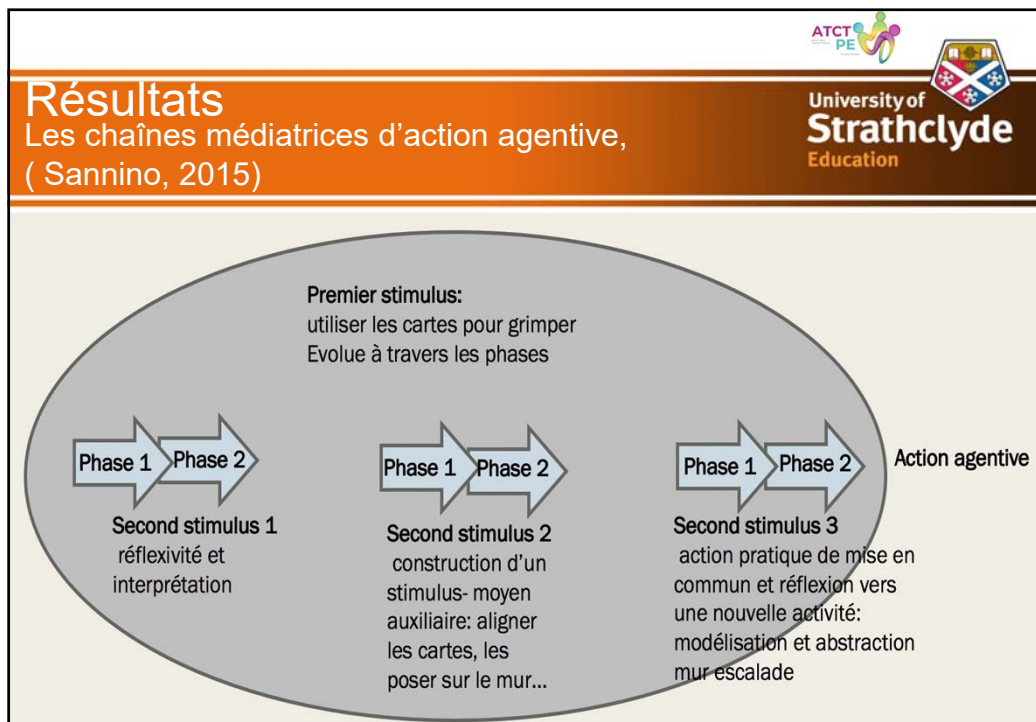 ATCT
PE
University of
Strathclyde
Education
Résultats
Les chaînes médiatrices d’action agentive,
( Sannino, 2015)
Premier stimulus:
utiliser les cartes pour grimper
Evolue à travers les phases
Phase 1 Phase 2
Phase 1 Phase 2
Phase 1 Phase 2
Action agentive
Second stimulus 1
réflexivité et
interprétation
Second stimulus 2
construction d’un
stimulus- moyen
auxiliaire: aligner
les cartes, les
poser sur le mur...
Second stimulus 3
action pratique de mise en
commun et réflexion vers
une nouvelle activité:
modélisation et abstraction
mur escalade